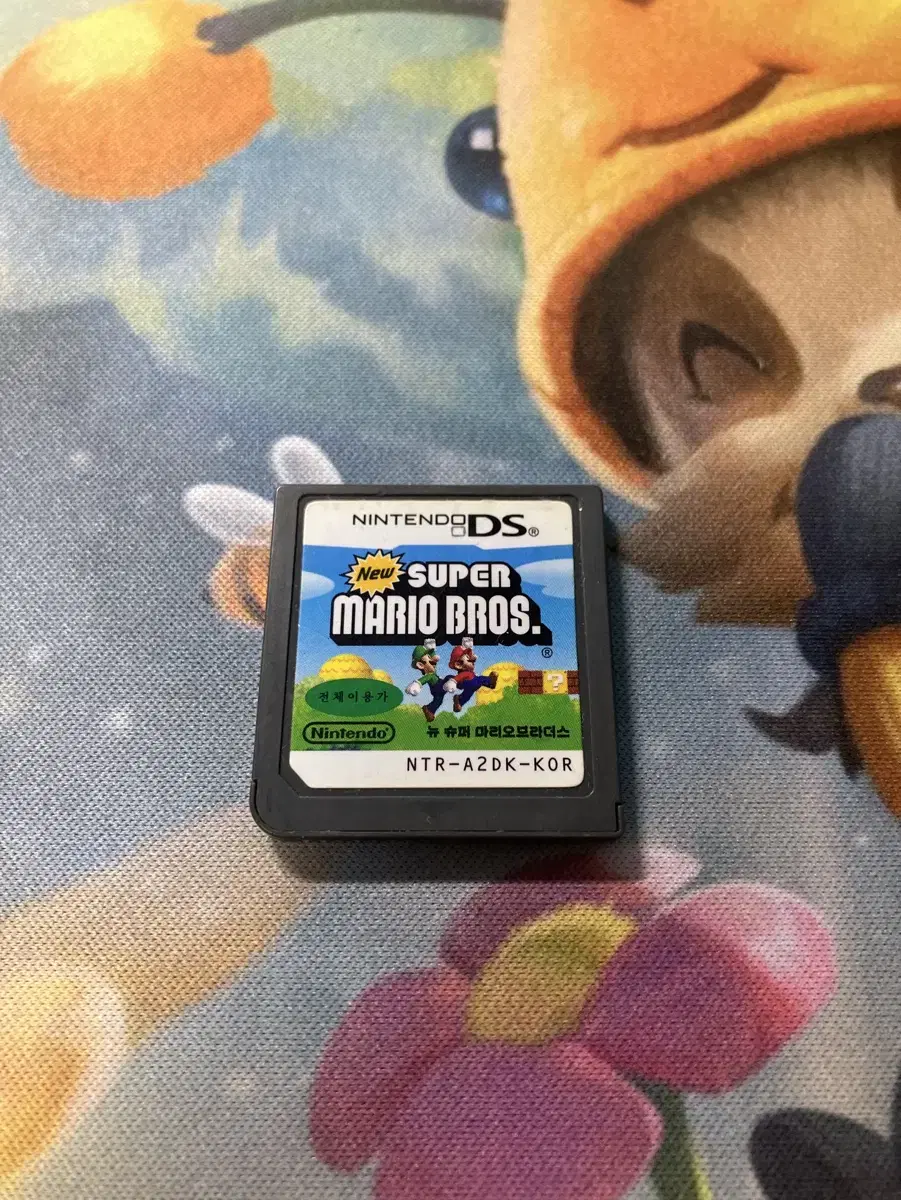 NINTENDO DS®
New SUPER
MARIO BROS.
®
?
전체이용가
Nintendo®
뉴 슈퍼 마리오브라더스
NTR-A2DK-KOR